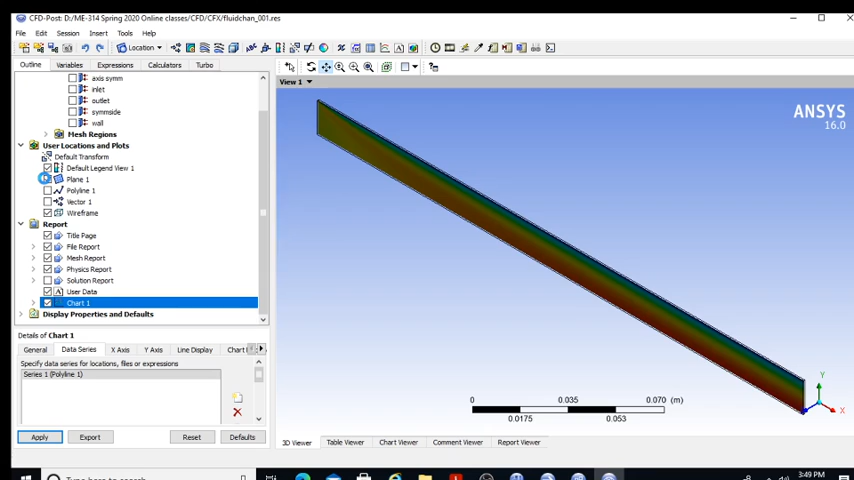 CFD-Post: D:/ME-314 Spring 2020 Online classes/CFD/CFX/fluidchan_001.res
File Edit Session Insert Tools Help
Location
Outline Variables Expressions Calculators Turbo
View 1
axis symm
inlet
outlet
symmside
wall
Mesh Regions
User Locations and Plots
Default Transform
Default Legend View 1
Plane 1
Polyline 1
Vector 1
Wireframe
Report
Title Page
File Report
Mesh Report
Physics Report
Solution Report
User Data
Chart 1
Display Properties and Defaults
ANSYS
16.0
Details of Chart 1
General Data Series X Axis Y Axis Line Display
Specify data series for locations, files or expressions
Series 1 (Polyline 1)
Apply Export Reset Defaults
0 0.035 0.070 (m)
0.0175 0.053
Y
X
3D Viewer Table Viewer Chart Viewer Comment Viewer Report Viewer
3:49 PM